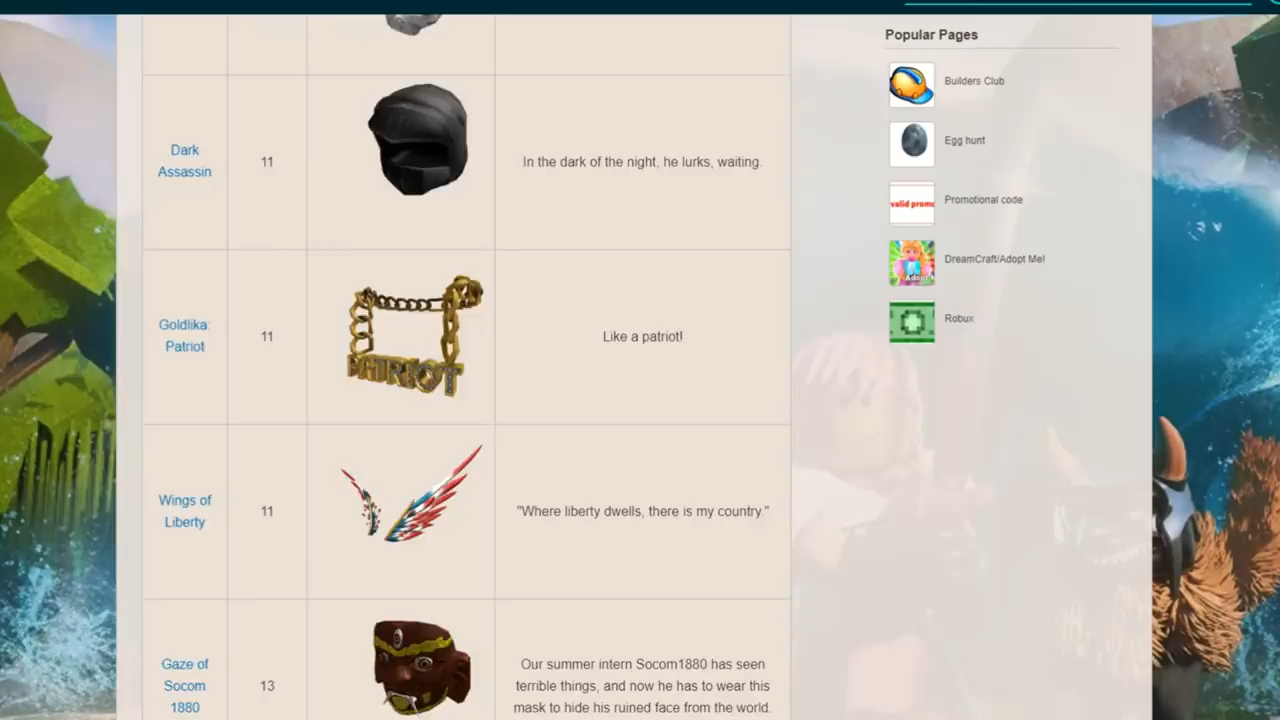 Popular Pages
Builders Club
Egg hunt
valid promo
Promotional code
DreamCraft/Adopt Me!
Adopt
Robux
Dark
Assassin
11
In the dark of the night, he lurks, waiting.
Goldlika:
Patriot
11
PATRIOT
Like a patriot!
Wings of
Liberty
11
"Where liberty dwells, there is my country."
Gaze of
Socom
1880
13
Our summer intern Socom1880 has seen
terrible things, and now he has to wear this
mask to hide his ruined face from the world.